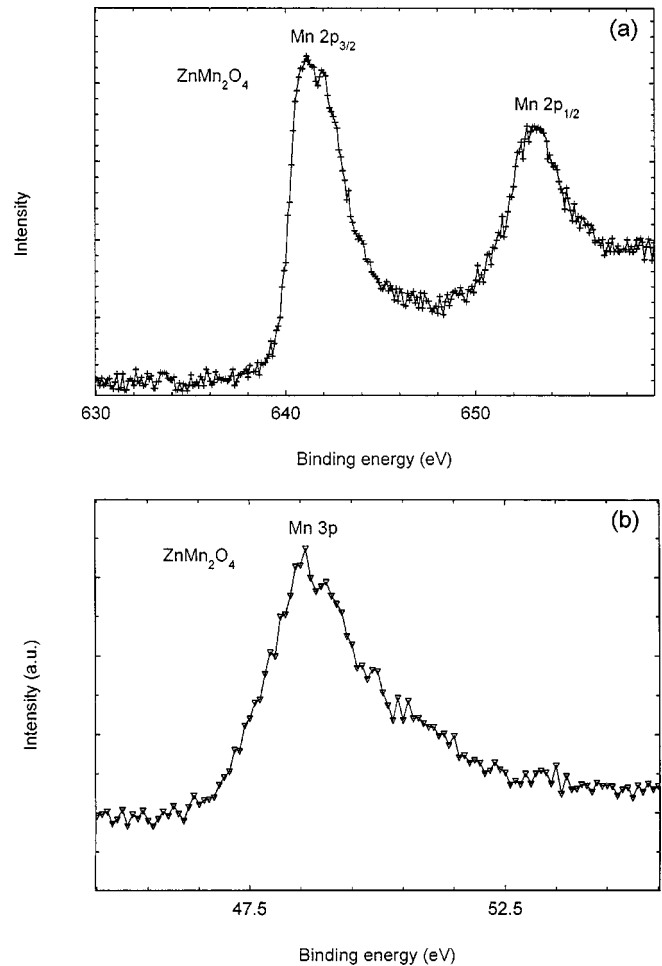 (a)
Mn 2p3/2
ZnMn2O4
Mn 2p1/2
Intensity
630
640
650
Binding energy (eV)
(b)
Mn 3p
ZnMn2O4
Intensity (a.u.)
47.5
52.5
Binding energy (eV)